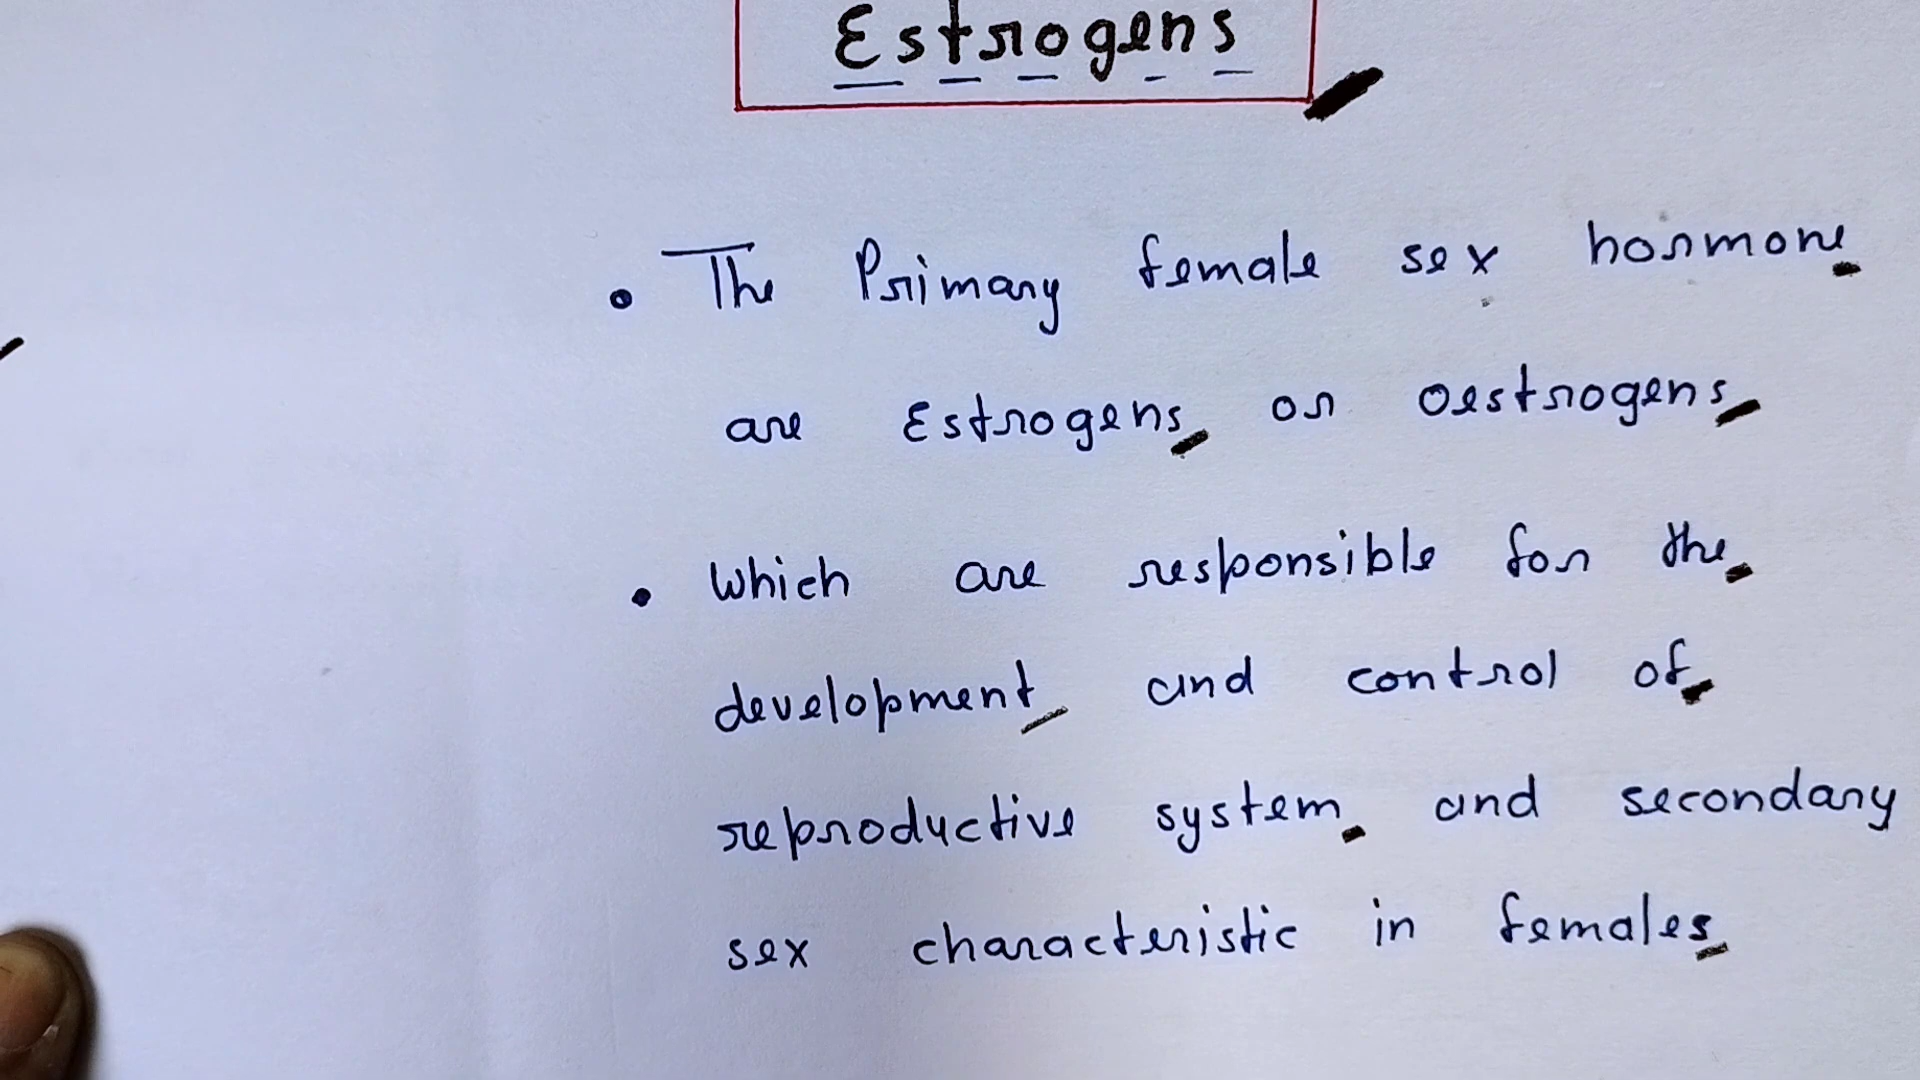 Estrogens
• The Primary female sex hormone
are Estrogens or oestrogens
• Which are responsible for the
development and control of
reproductive system and secondary
sex characteristic in females